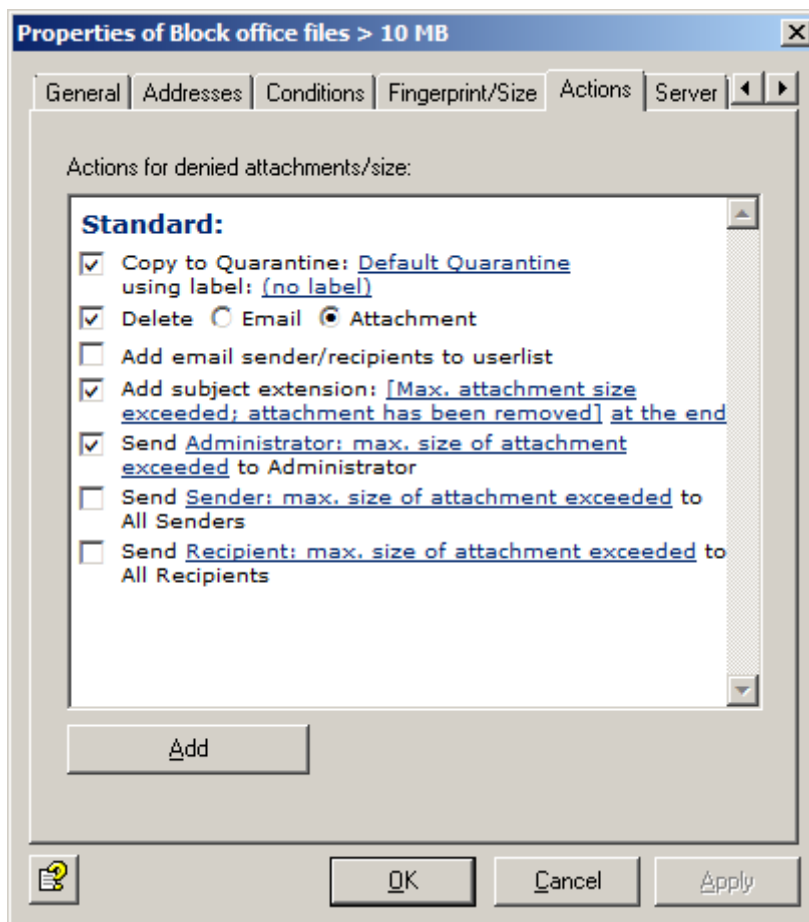 Properties of Block office files > 10 MB
General
Addresses
Conditions
Fingerprint/Size
Actions
Server
Actions for denied attachments/size:
Standard:
Copy to Quarantine: Default Quarantine
using label: (no label)
Delete Email Attachment
Add email sender/recipients to userlist
Add subject extension: [Max. attachment size
exceeded; attachment has been removed] at the end
Send Administrator: max. size of attachment
exceeded to Administrator
Send Sender: max. size of attachment exceeded to
All Senders
Send Recipient: max. size of attachment exceeded to
All Recipients
Add
OK
Cancel
Apply